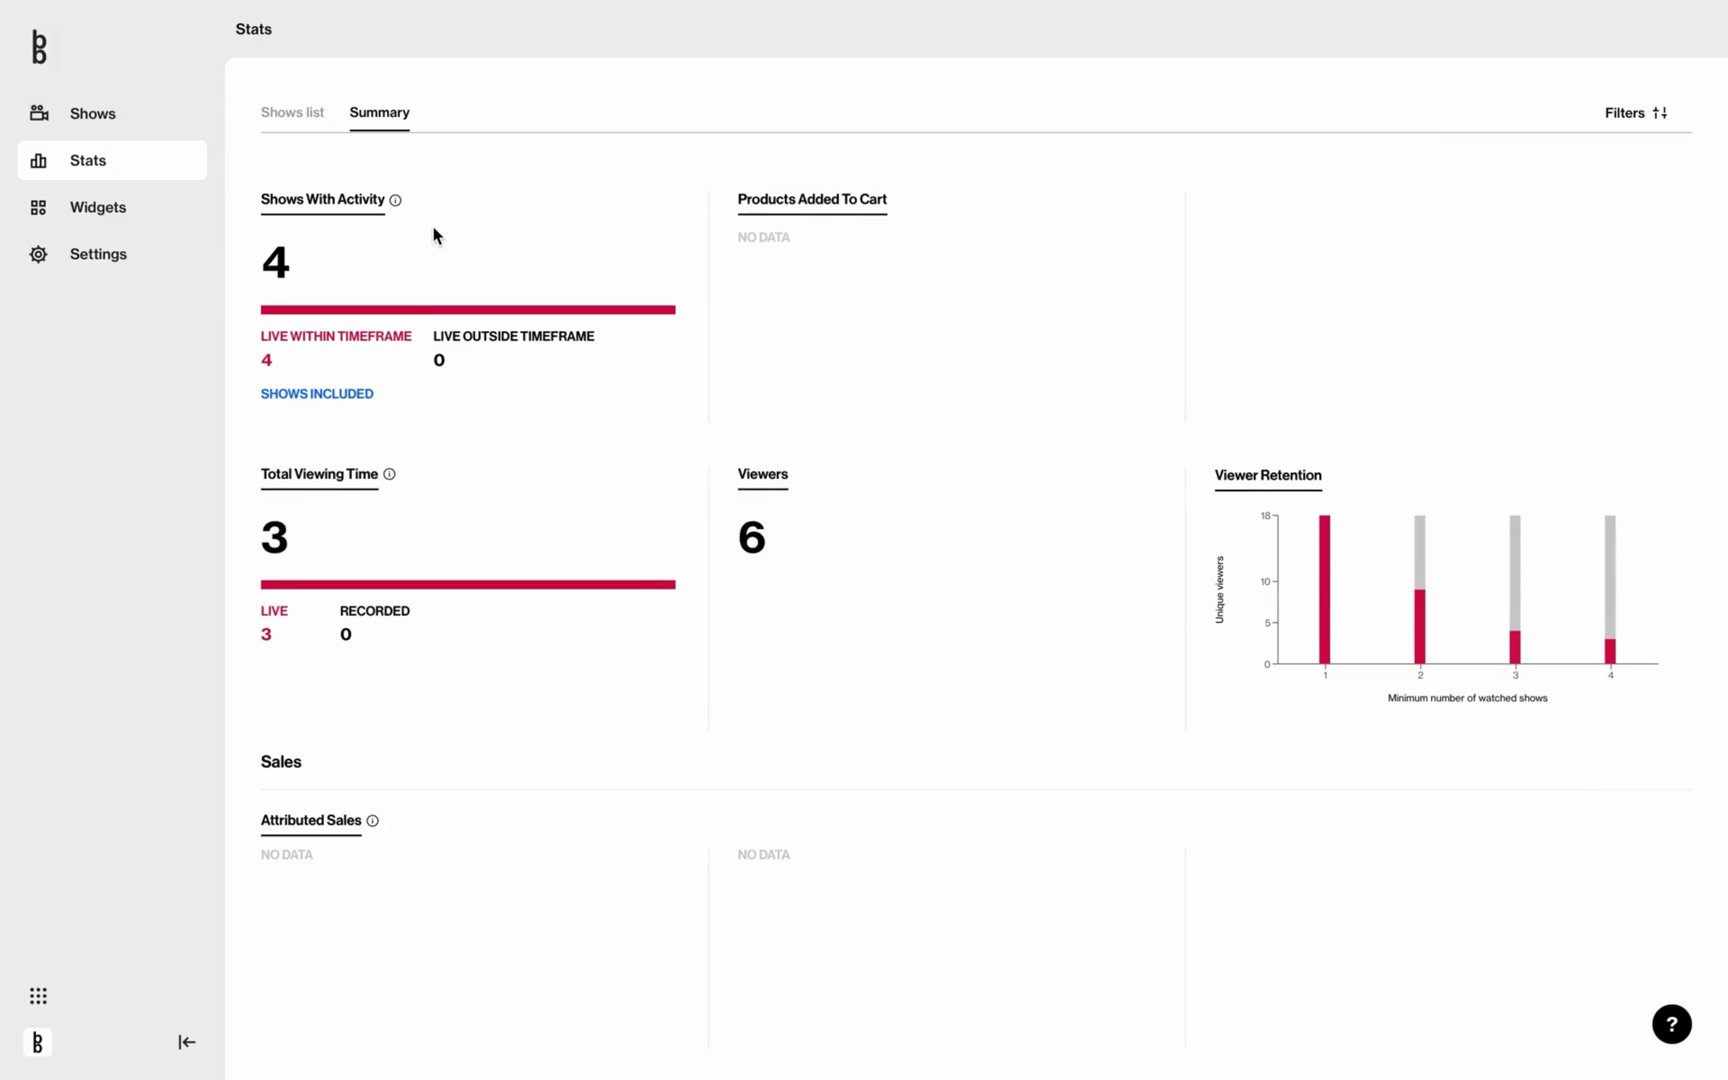 Stats
Shows
Stats
Widgets
Settings
Shows list
Summary
Filters
Shows With Activity
4
LIVE WITHIN TIMEFRAME
4
LIVE OUTSIDE TIMEFRAME
0
SHOWS INCLUDED
Products Added To Cart
NO DATA
Total Viewing Time
3
LIVE
3
RECORDED
0
Viewers
6
Viewer Retention
Unique viewers
18
10
5
0
1
2
3
4
Minimum number of watched shows
Sales
Attributed Sales
NO DATA
NO DATA
?